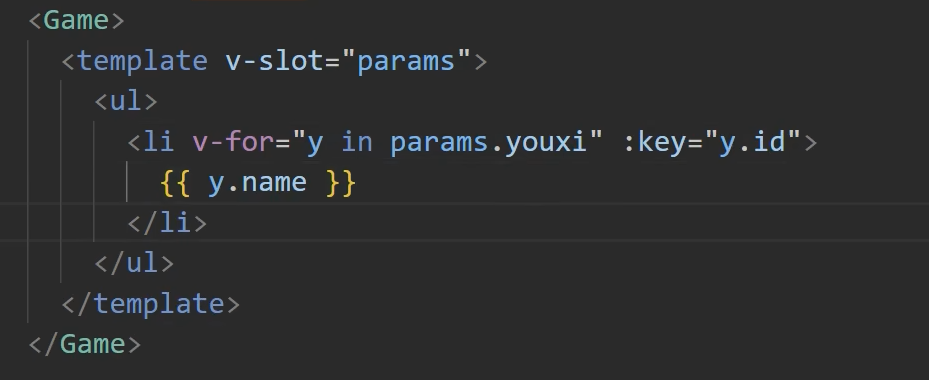 <Game>
<template v-slot="params">
<ul>
<li v-for="y in params.youxi" :key="y.id">
{{ y.name }}
</li>
</ul>
</template>
</Game>